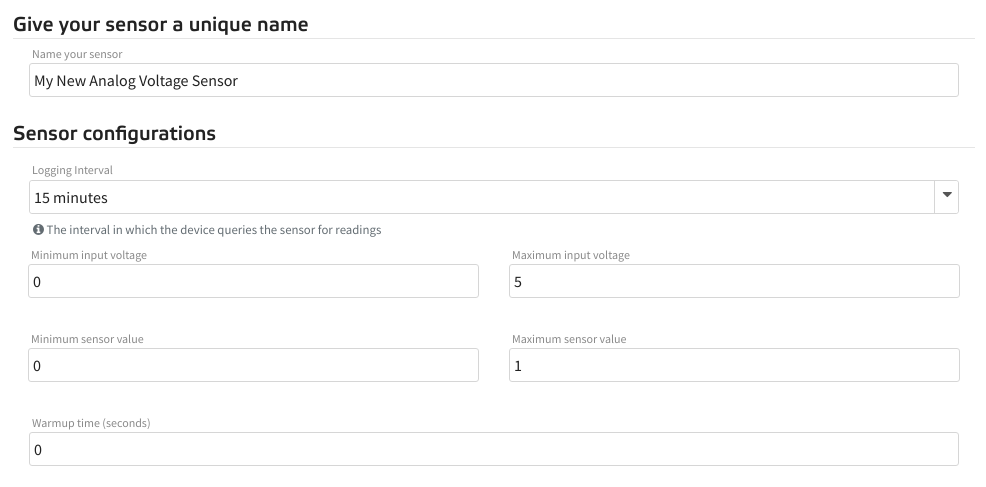 Give your sensor a unique name
Name your sensor
My New Analog Voltage Sensor
Sensor configurations
Logging Interval
15 minutes
The interval in which the device queries the sensor for readings
Minimum input voltage
Maximum input voltage
0
5
Minimum sensor value
Maximum sensor value
0
1
Warmup time (seconds)
0